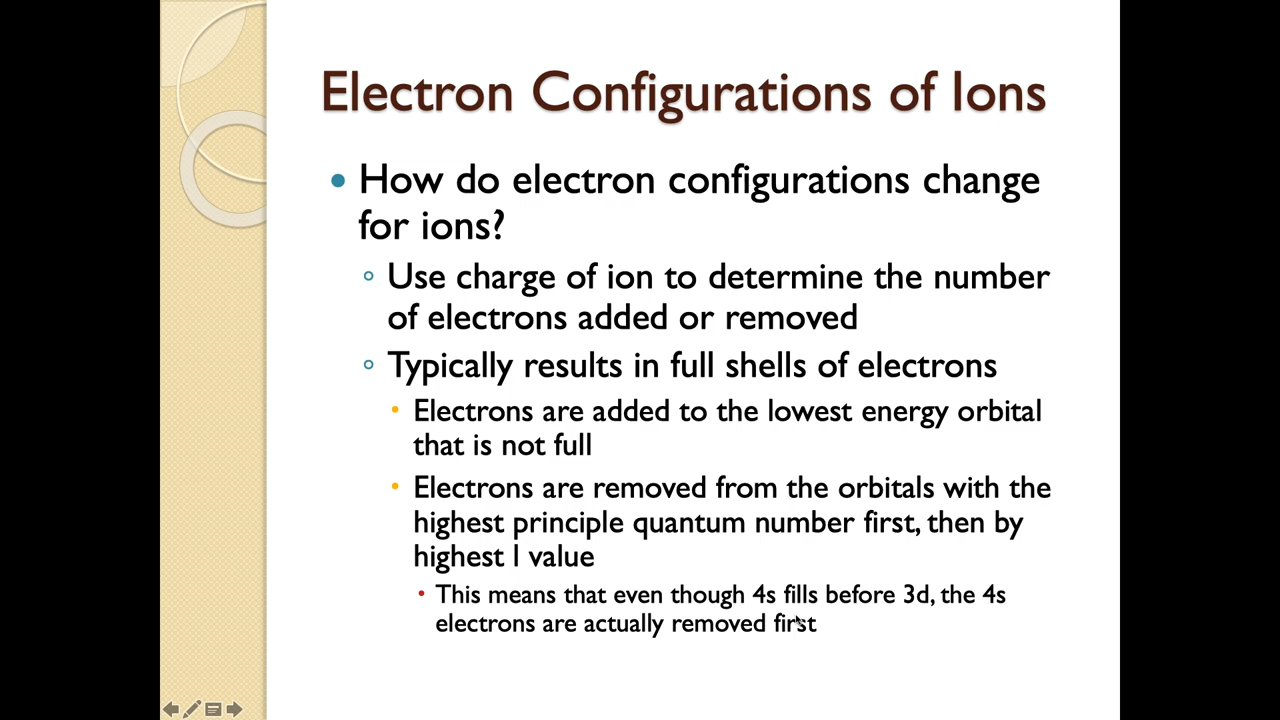 Electron Configurations of Ions
• How do electron configurations change
for ions?
◦ Use charge of ion to determine the number
of electrons added or removed
◦ Typically results in full shells of electrons
• Electrons are added to the lowest energy orbital
that is not full
• Electrons are removed from the orbitals with the
highest principle quantum number first, then by
highest l value
• This means that even though 4s fills before 3d, the 4s
electrons are actually removed first